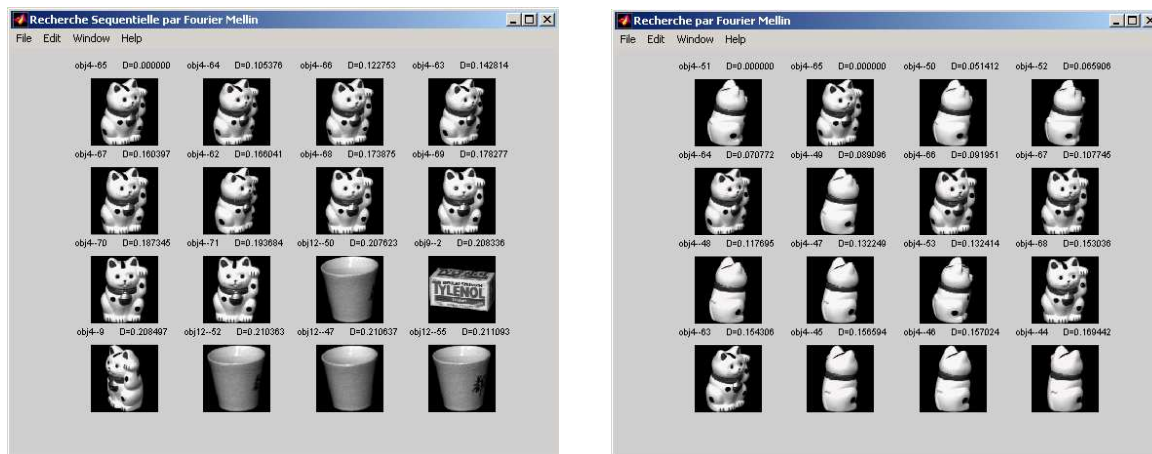 Recherche Sequentielle par Fourier Mellin
File Edit Window Help
obj4--65 D=0.000000 obj4--64 D=0.105376 obj4--66 D=0.122753 obj4--63 D=0.142814
obj4--67 D=0.160397 obj4--62 D=0.166041 obj4--68 D=0.173875 obj4--69 D=0.178277
obj4--70 D=0.187345 obj4--71 D=0.193684 obj12--50 D=0.207623 obj9--2 D=0.208336
TYLENOL
obj4--9 D=0.208497 obj12--52 D=0.210363 obj12--47 D=0.210637 obj12--55 D=0.211093
Recherche par Fourier Mellin
File Edit Window Help
obj4--51 D=0.000000 obj4--65 D=0.000000 obj4--50 D=0.051412 obj4--52 D=0.065906
obj4--64 D=0.070772 obj4--49 D=0.089096 obj4--66 D=0.091951 obj4--67 D=0.107745
obj4--48 D=0.117695 obj4--47 D=0.132249 obj4--53 D=0.132414 obj4--68 D=0.153036
obj4--63 D=0.154306 obj4--45 D=0.156594 obj4--46 D=0.157024 obj4--44 D=0.169442